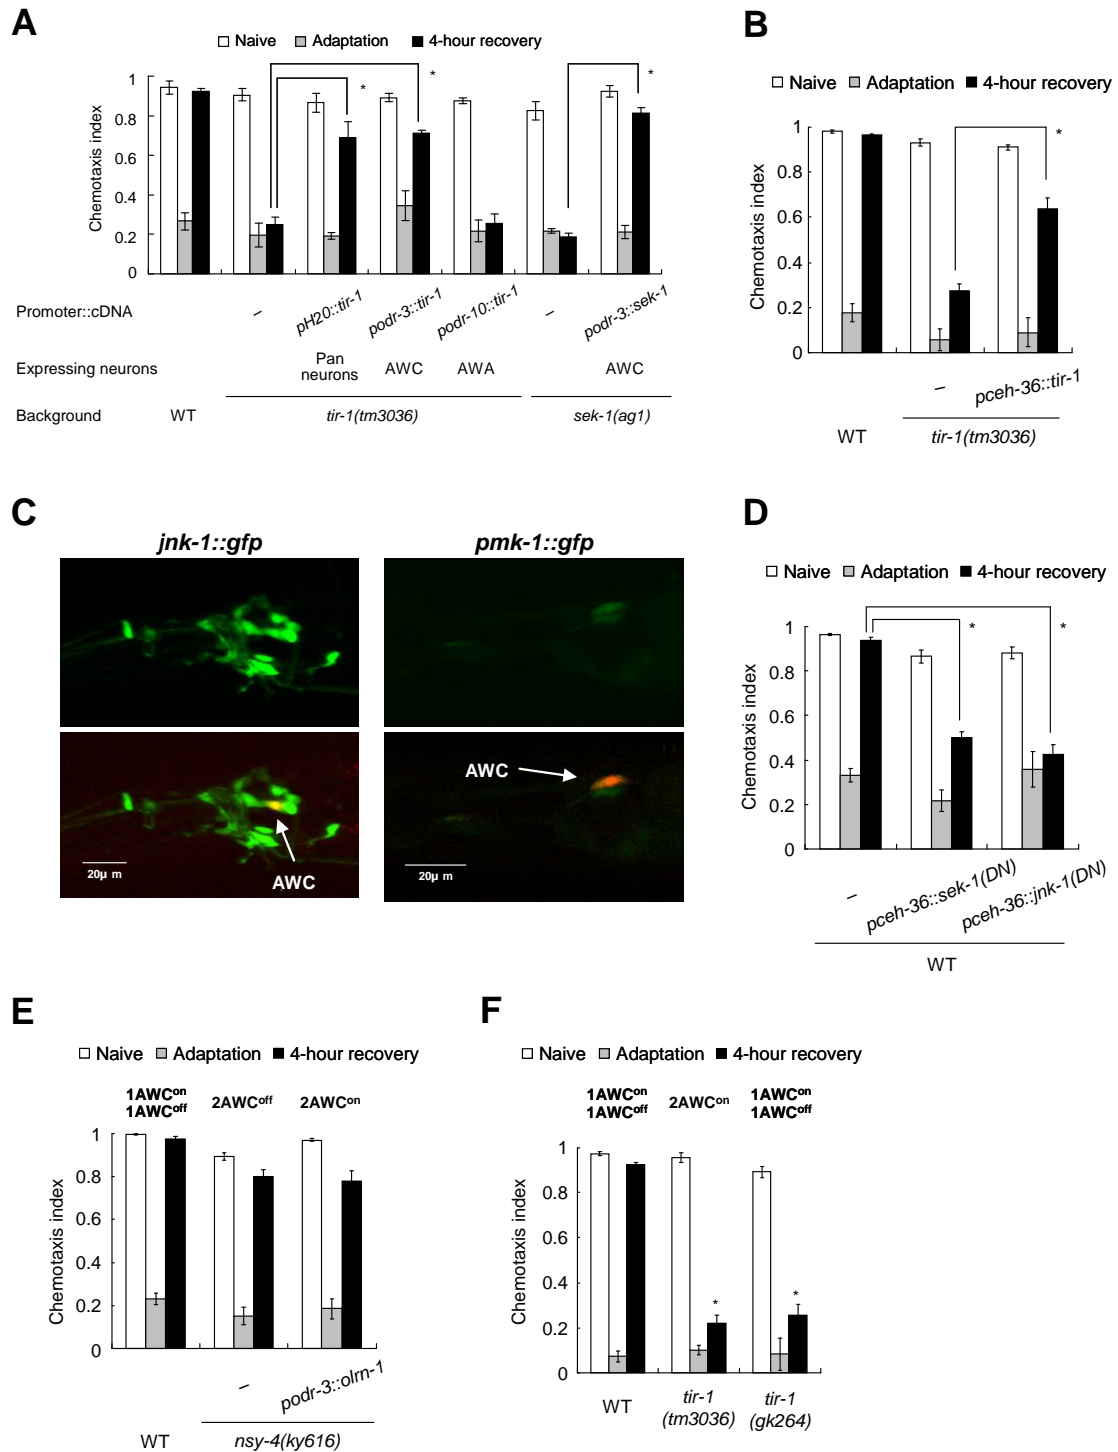 A
Naive Adaptation 4-hour recovery
* * *
Chemotaxis index
1
0.8
0.6
0.4
0.2
0
Promoter::cDNA – pH20::tir-1 podr-3::tir-1 podr-10::tir-1 – podr-3::sek-1
Expressing neurons Pan neurons AWC AWA AWC
Background WT tir-1(tm3036) sek-1(ag1)
B
Naive Adaptation 4-hour recovery
*
Chemotaxis index
1
0.8
0.6
0.4
0.2
0
– pceh-36::tir-1
WT tir-1(tm3036)
C
jnk-1::gfp pmk-1::gfp
AWC
20μ m
AWC
20μ m
D
Naive Adaptation 4-hour recovery
* *
Chemotaxis index
1
0.8
0.6
0.4
0.2
0
– pceh-36::sek-1(DN) pceh-36::jnk-1(DN)
WT
E
Naive Adaptation 4-hour recovery
1AWCon 2AWCoff 2AWCon
1AWCoff
Chemotaxis index
1
0.8
0.6
0.4
0.2
0
– podr-3::olrn-1
WT nsy-4(ky616)
F
Naive Adaptation 4-hour recovery
1AWCon 2AWCon 1AWCon
1AWCoff 1AWCoff
Chemotaxis index
1
0.8
0.6
0.4
0.2
0
* *
WT tir-1 tir-1
(tm3036) (gk264)